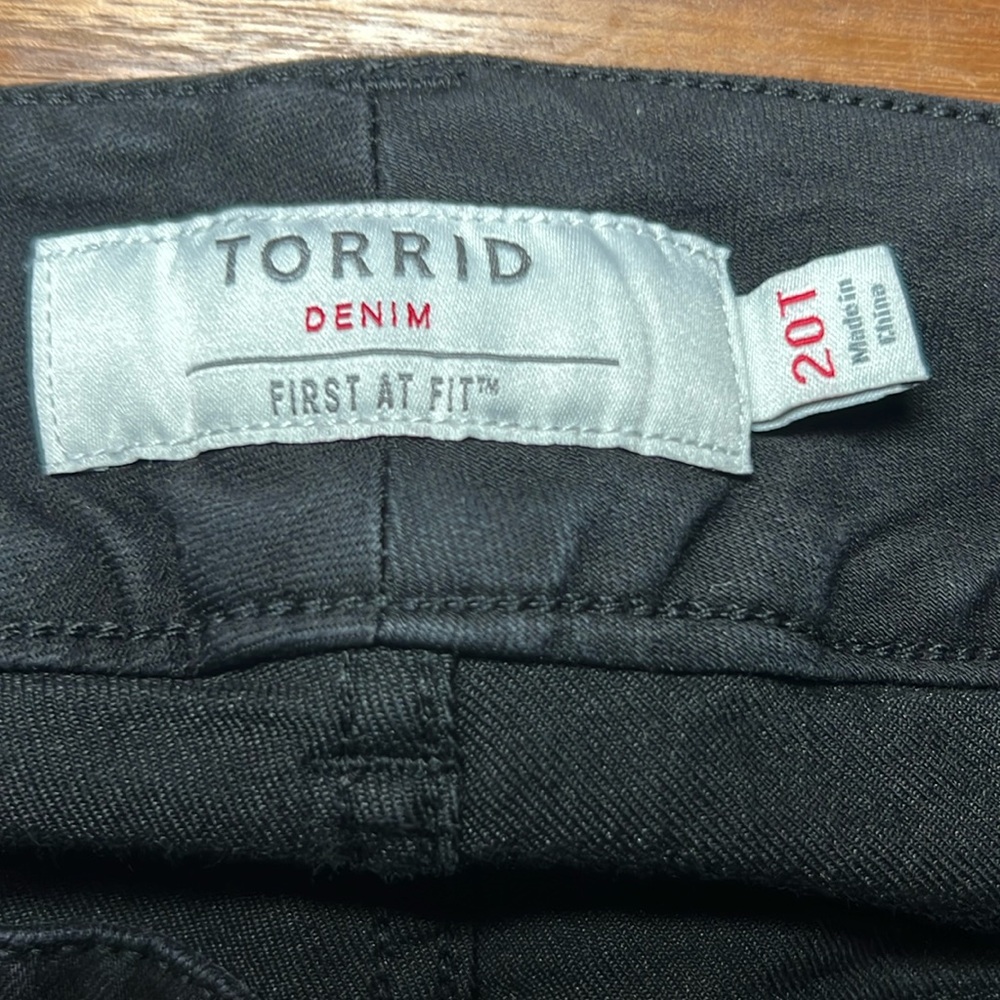 TORRID
DENIM
FIRST AT FIT™
20T
Made in
China